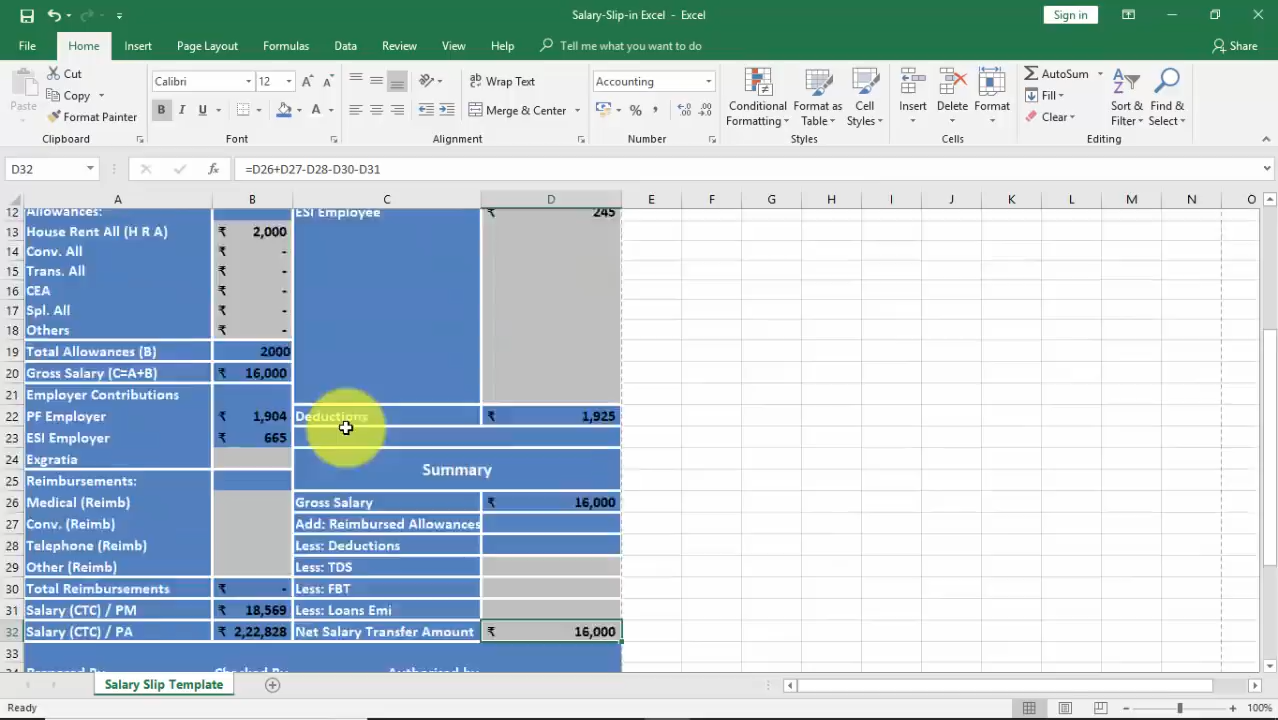 Salary-Slip-in Excel - Excel
Sign in
File Home Insert Page Layout Formulas Data Review View Help Tell me what you want to do Share
Paste
Cut
Copy
Format Painter
Calibri 12
B I U
Wrap Text
Merge & Center
Accounting
Conditional Formatting
Format as Table
Cell Styles
Insert
Delete
Format
AutoSum
Fill
Clear
Sort & Filter
Find & Select
Clipboard Font Alignment Number Styles Cells Editing
D32 fx =D26+D27-D28-D30-D31
A B C D E F G H I J K L M N O
12 Allowances: ESI Employee ₹ 245
13 House Rent All (H R A) ₹ 2,000
14 Conv. All ₹ -
15 Trans. All ₹ -
16 CEA ₹ -
17 Spl. All ₹ -
18 Others ₹ -
19 Total Allowances (B) 2000
20 Gross Salary (C=A+B) ₹ 16,000
21 Employer Contributions
22 PF Employer ₹ 1,904 Deductions ₹ 1,925
23 ESI Employer ₹ 665
24 Exgratia Summary
25 Reimbursements:
26 Medical (Reimb) Gross Salary ₹ 16,000
27 Conv. (Reimb) Add: Reimbursed Allowances
28 Telephone (Reimb) Less: Deductions
29 Other (Reimb) Less: TDS
30 Total Reimbursements ₹ - Less: FBT
31 Salary (CTC) / PM ₹ 18,569 Less: Loans Emi
32 Salary (CTC) / PA ₹ 2,22,828 Net Salary Transfer Amount ₹ 16,000
33
Prepared By Checked By Authorised by
Salary Slip Template
Ready 100%